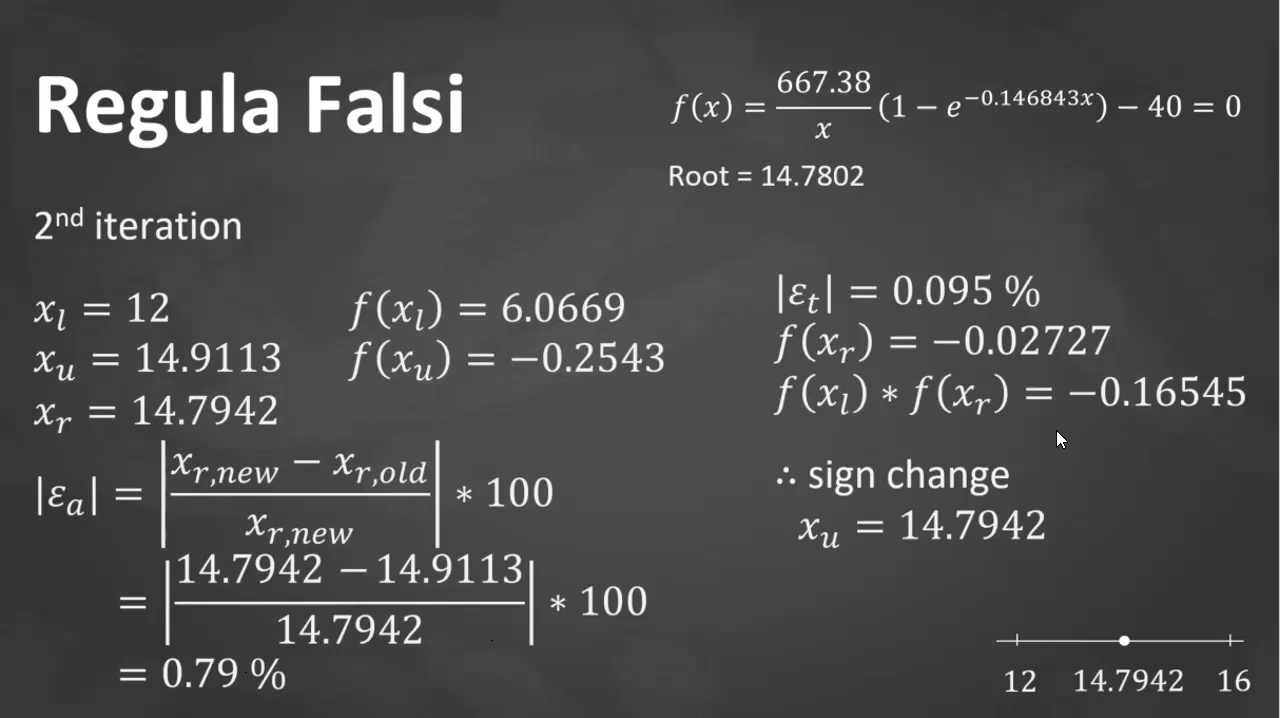 Regula Falsi
f(x) = 667.38/x (1 − e^−0.146843x) − 40 = 0
Root = 14.7802
2nd iteration
x_l = 12 f(x_l) = 6.0669
x_u = 14.9113 f(x_u) = −0.2543
x_r = 14.7942
|ε_a| = |(x_r,new − x_r,old)/x_r,new| * 100
= |(14.7942 − 14.9113)/14.7942| * 100
= 0.79 %
|ε_t| = 0.095 %
f(x_r) = −0.02727
f(x_l) * f(x_r) = −0.16545
∴ sign change
x_u = 14.7942
12 14.7942 16